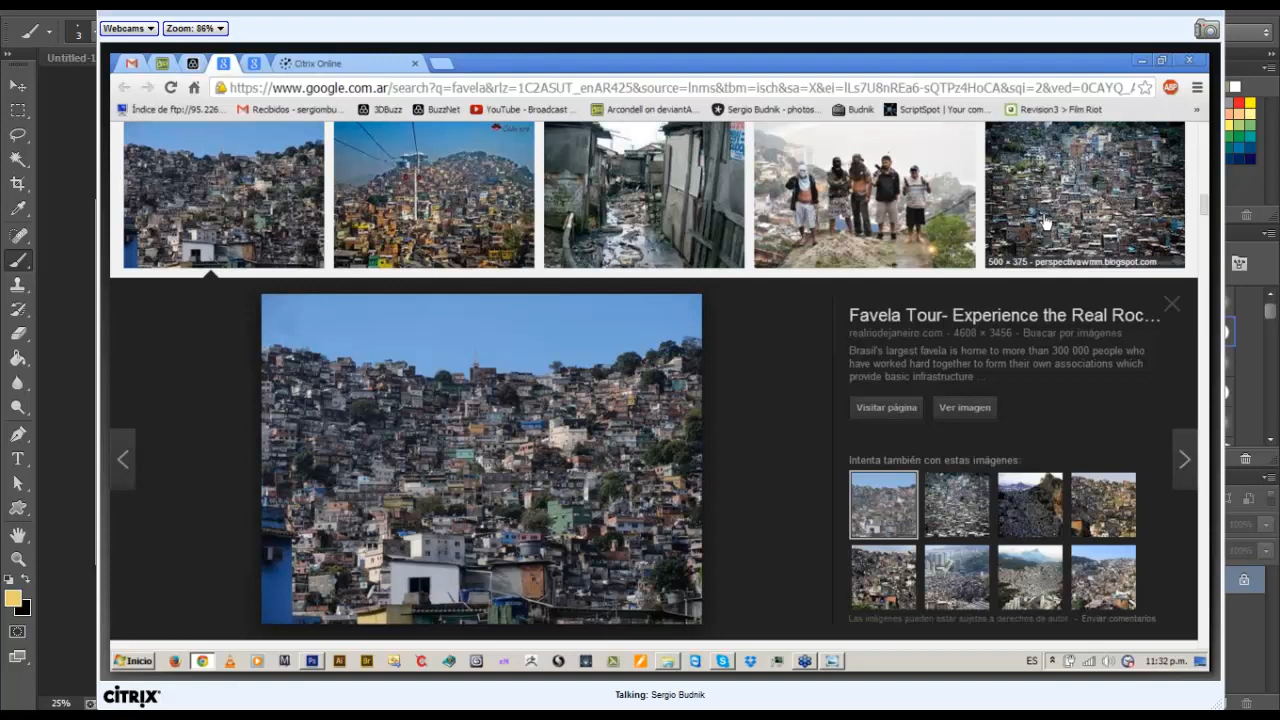 Webcams
Zoom: 86%
3
Untitled-1
Citrix Online
https://www.google.com.ar/search?q=favela&rlz=1C2ASUT_enAR425&source=lnms&tbm=isch&sa=X&ei=lLs7U8nREa6-sQTPz4HoCA&sqi=2&ved=0CAYQ_A
Índice de ftp://95.226...
Recibidos - sergiombu...
3DBuzz
BuzzNet
YouTube - Broadcast ...
Arcondell on deviantA...
Sergio Budnik - photos...
Budnik
ScriptSpot | Your com...
Revision3 > Film Riot
»
500 × 375 - perspectivawmm.blogspot.com
Favela Tour- Experience the Real Roc...
realriodejaneiro.com - 4608 × 3456 - Buscar por imágenes
Brasil's largest favela is home to more than 300 000 people who
have worked hard together to form their own associations which
provide basic infrastructure ...
Visitar página
Ver imagen
Intenta también con estas imágenes:
Las imágenes pueden estar sujetas a derechos de autor. - Enviar comentarios
Inicio
ES
11:32 p.m.
CITRIX
Talking: Sergio Budnik
25%
100%
100%